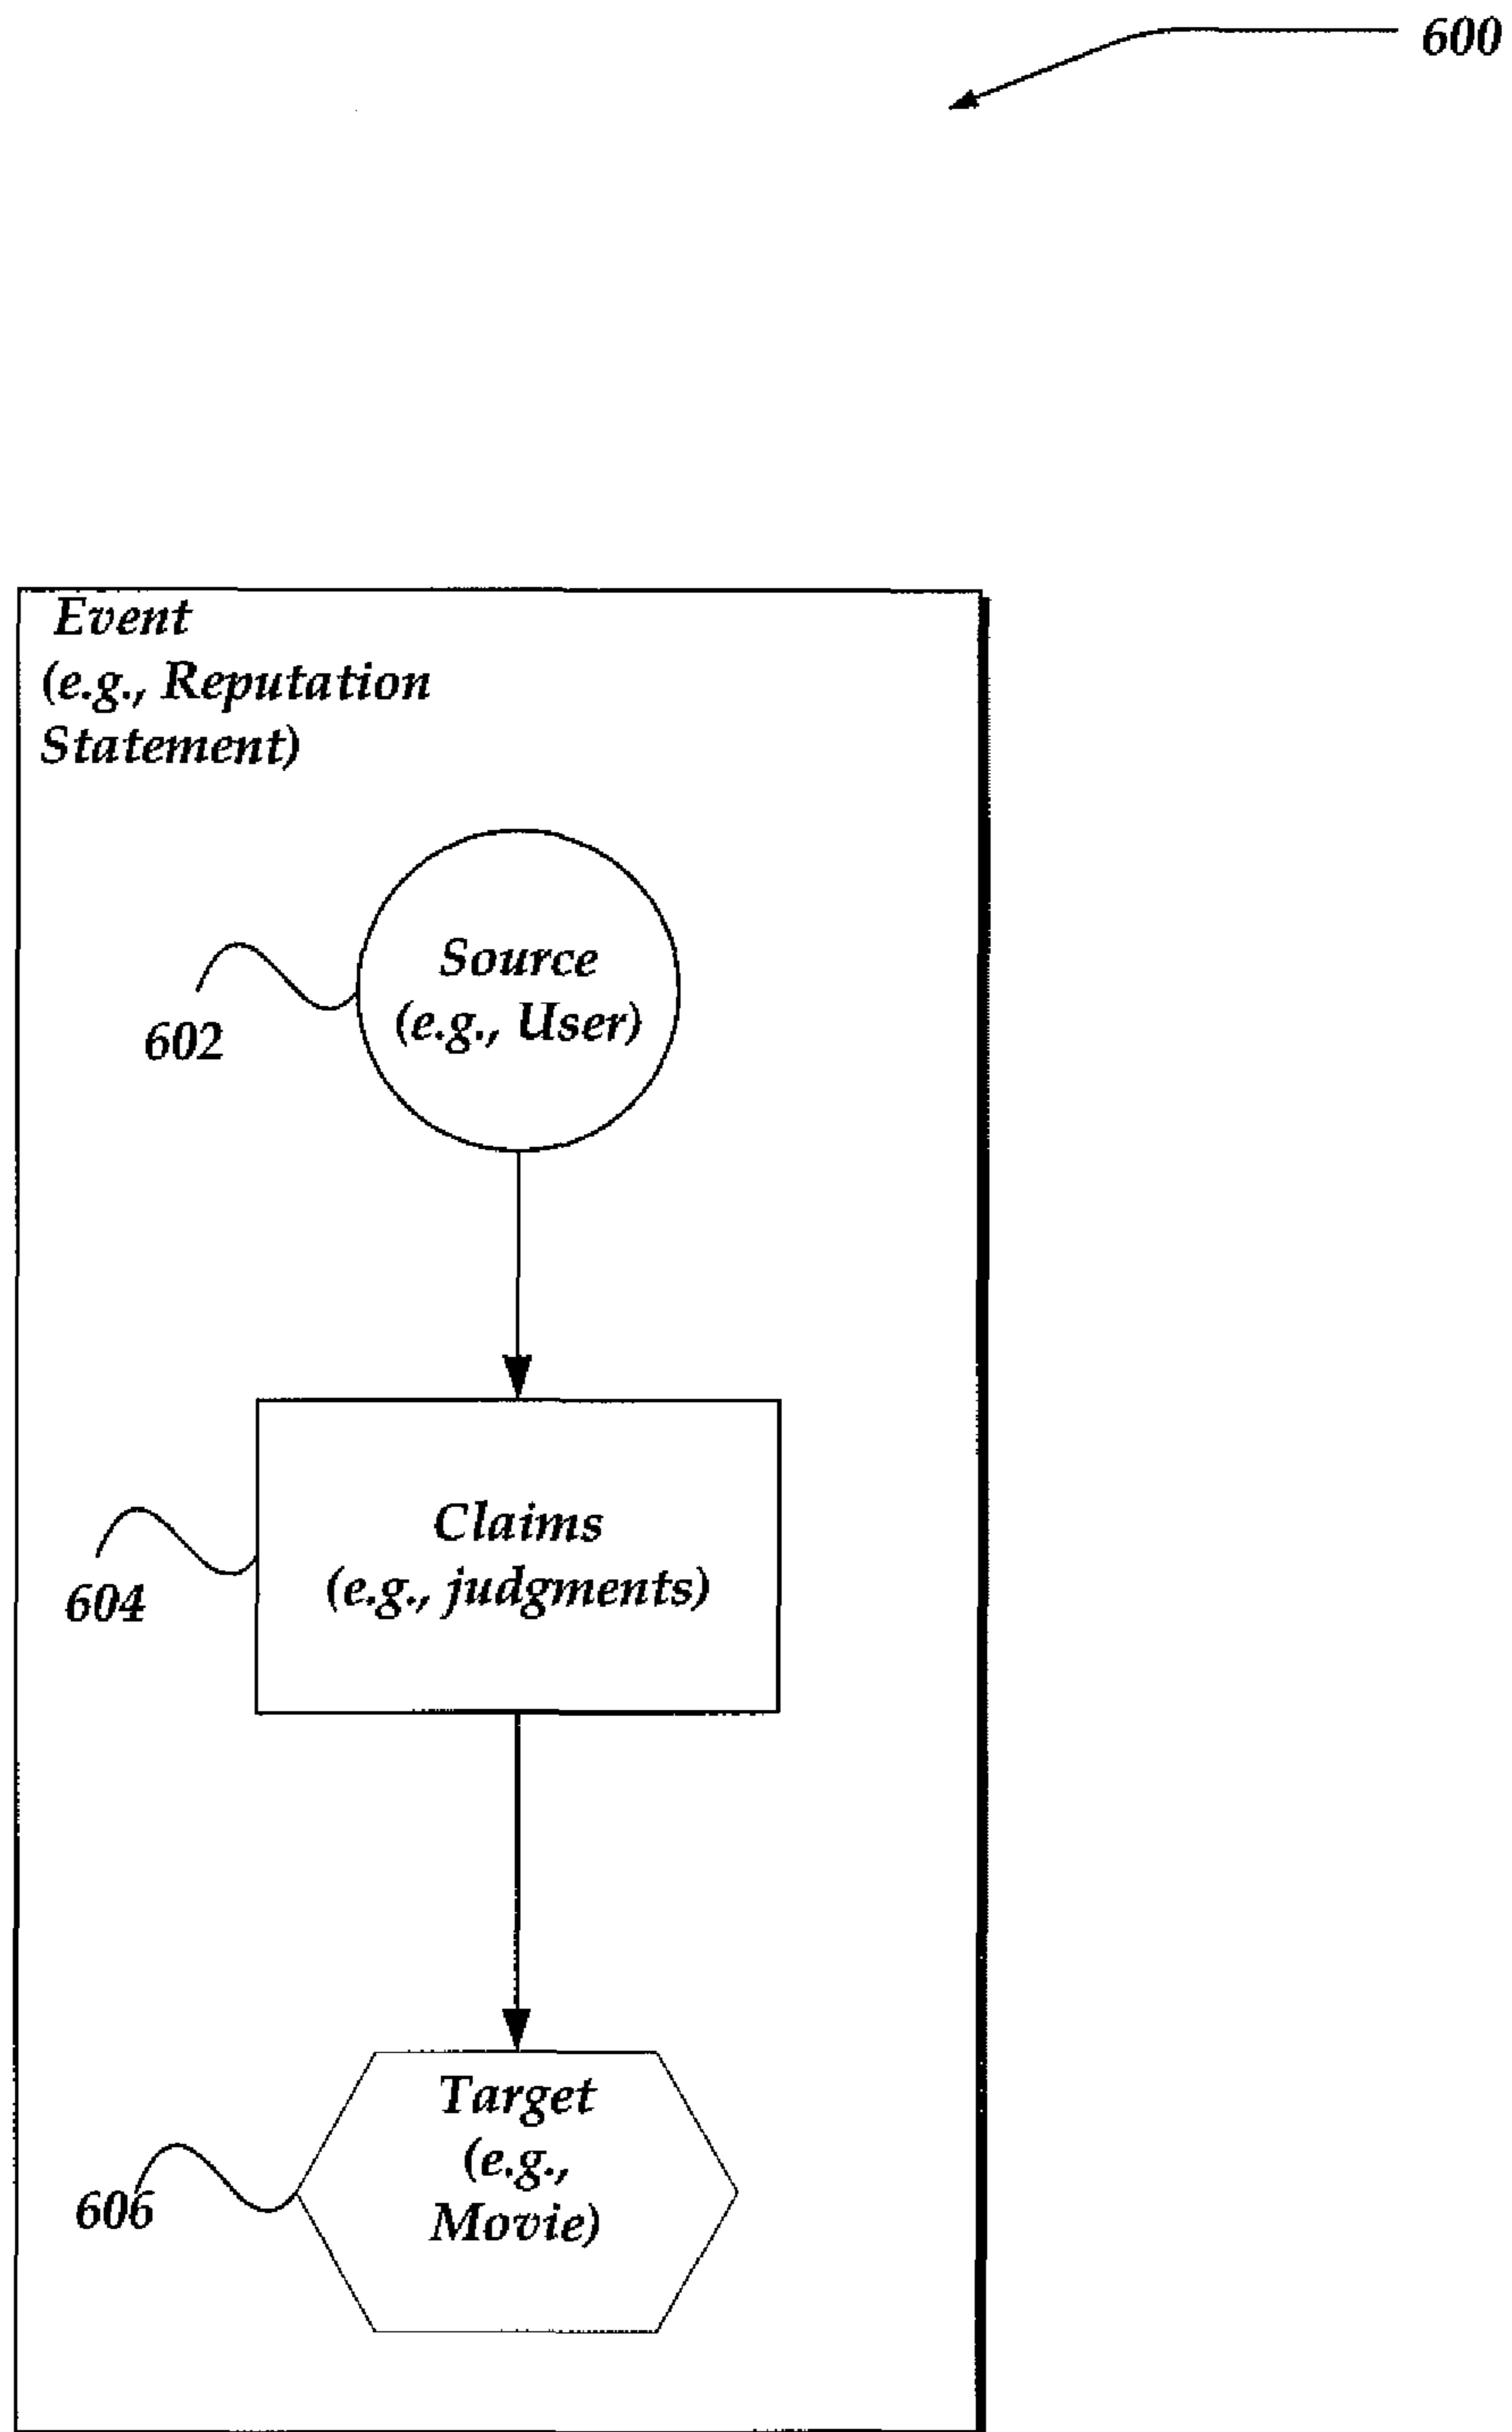 600
Event
(e.g., Reputation
Statement)
Source
(e.g., User)
602
Claims
(e.g., judgments)
604
Target
(e.g.,
Movie)
606